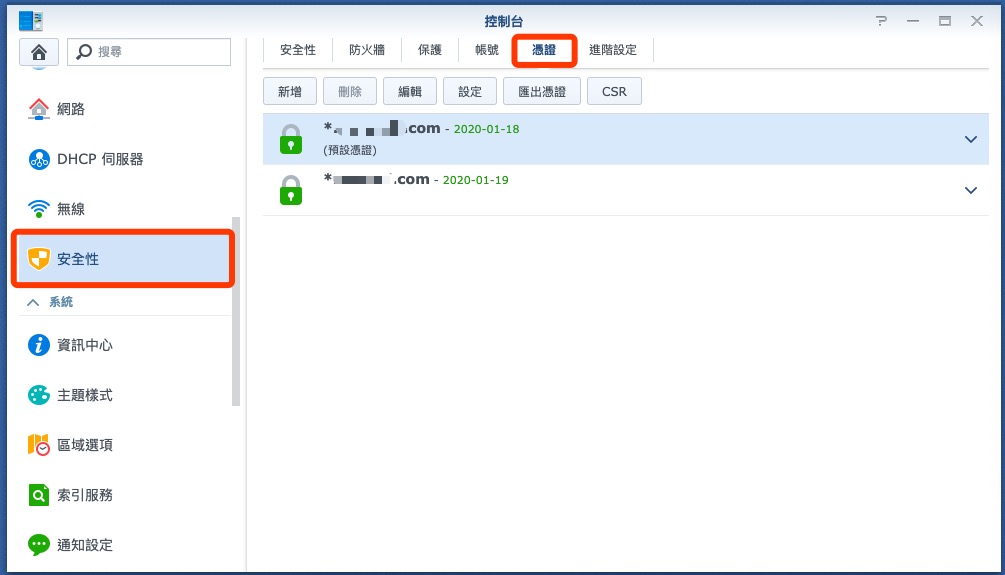 控制台
搜尋
網路
DHCP 伺服器
無線
安全性
系統
資訊中心
主題樣式
區域選項
索引服務
通知設定
安全性 防火牆 保護 帳號 憑證 進階設定
新增 刪除 編輯 設定 匯出憑證 CSR
*. .com - 2020-01-18
(預設憑證)
* .com - 2020-01-19